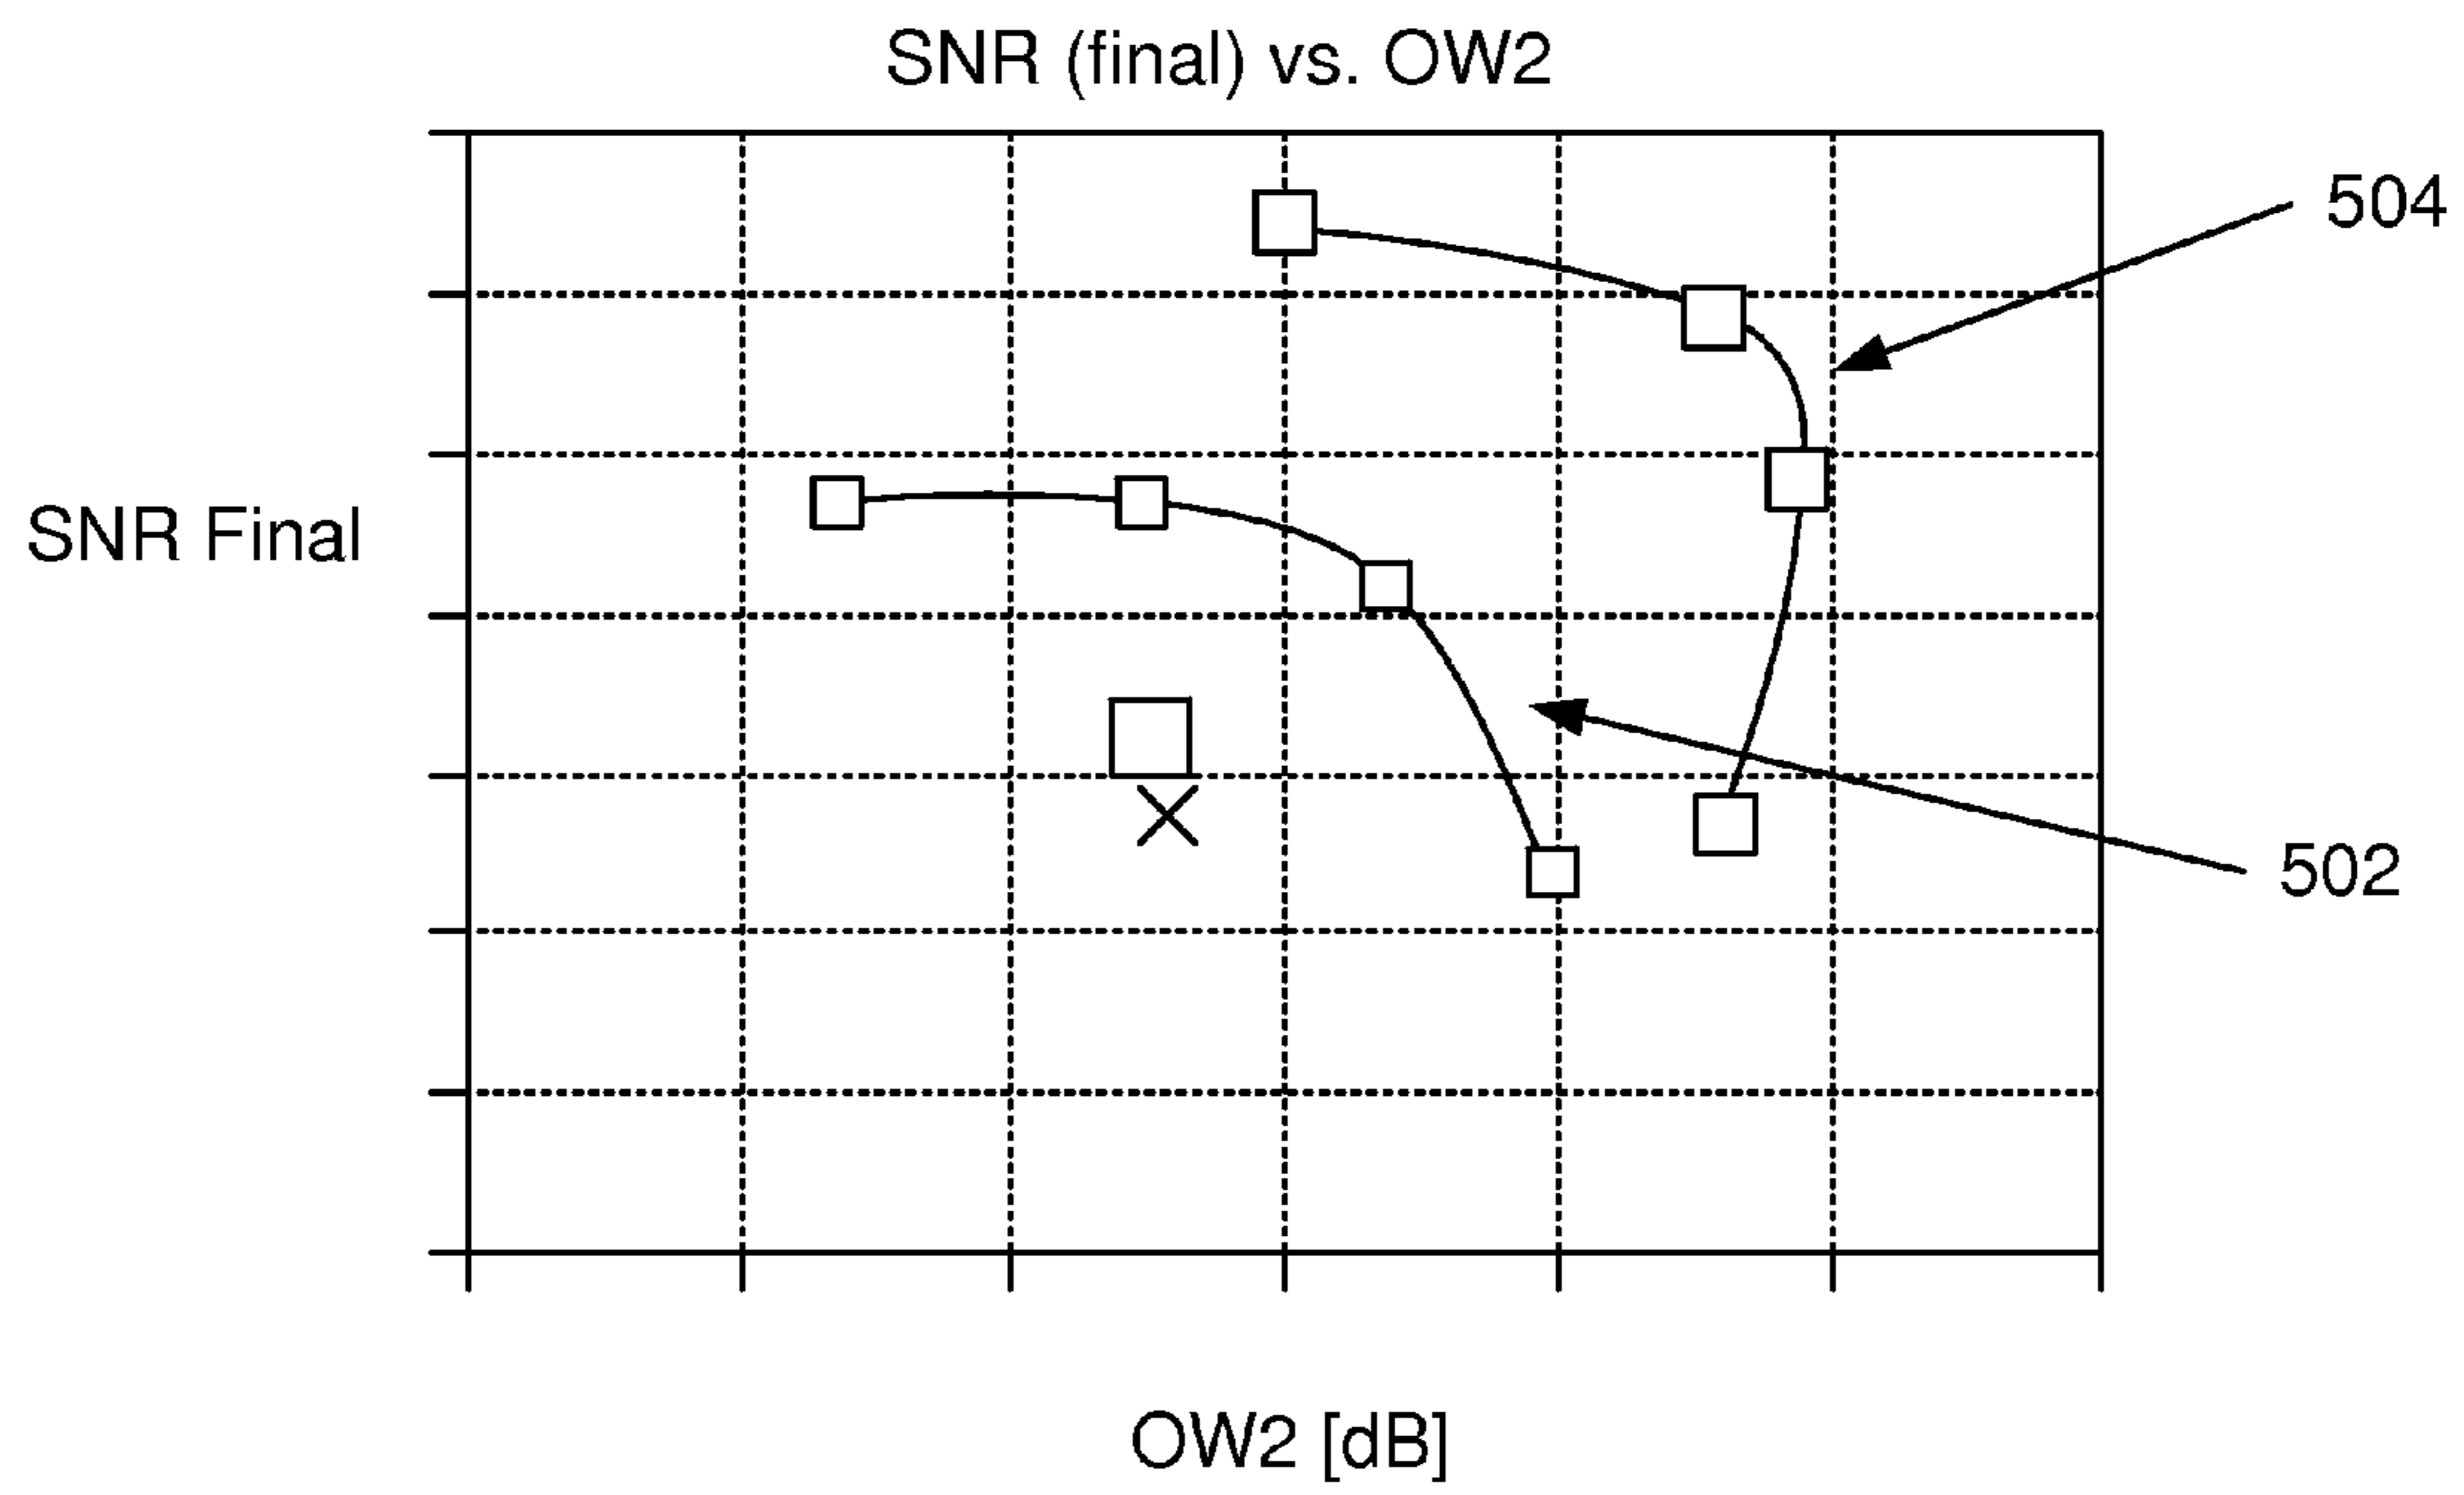 SNR (final) vs. OW2
504
SNR Final
502
OW2 [dB]